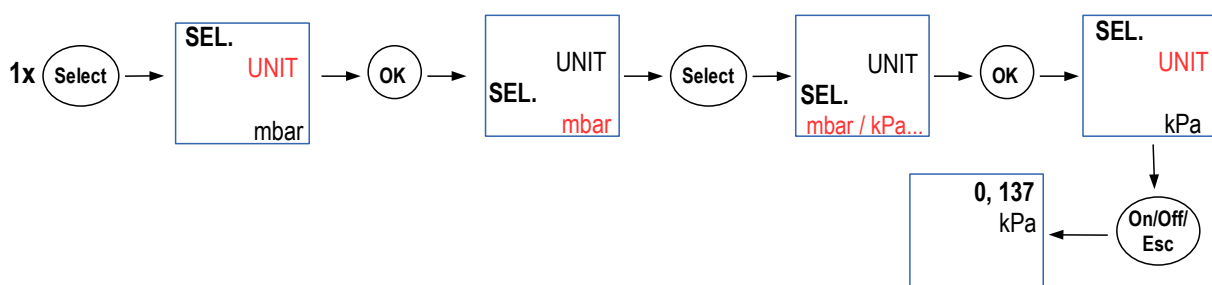 1x Select
SEL.
UNIT
mbar
OK
UNIT
SEL.
mbar
Select
UNIT
SEL.
mbar / kPa...
OK
SEL.
UNIT
kPa
On/Off/
Esc
0, 137
kPa